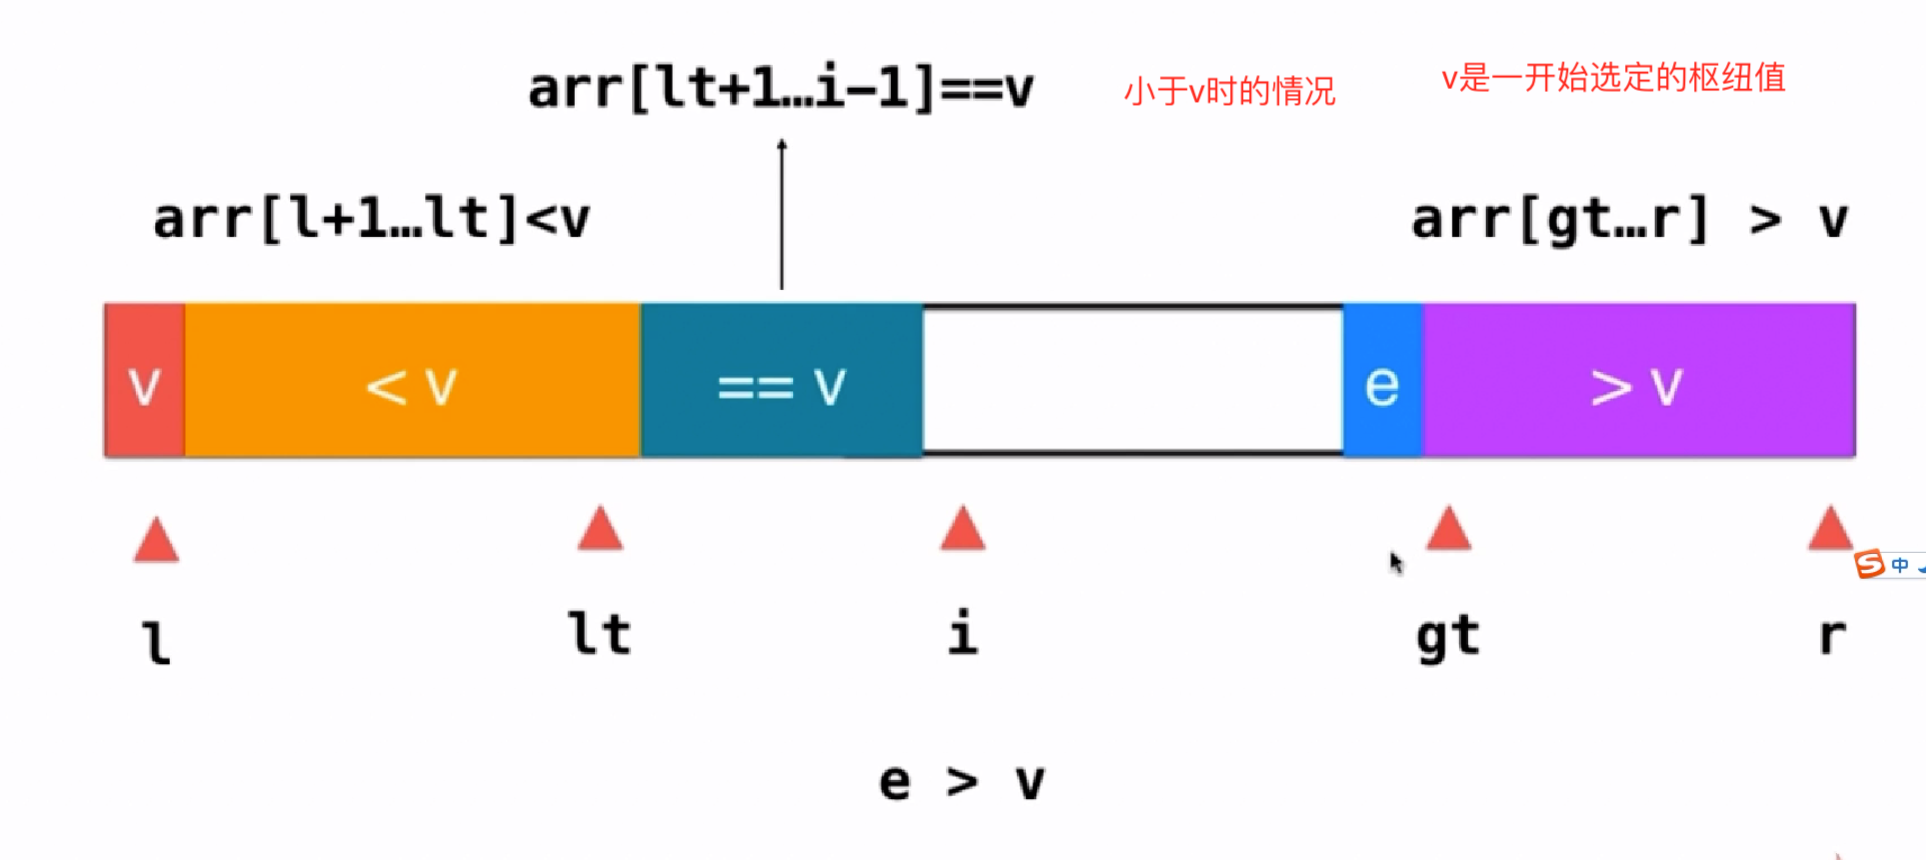 arr[lt+1…i-1]==v
小于v时的情况
v是一开始选定的枢纽值
arr[l+1…lt]<v
arr[gt…r] > v
v
< v
== v
e
> v
l
lt
i
gt
r
S中
e > v